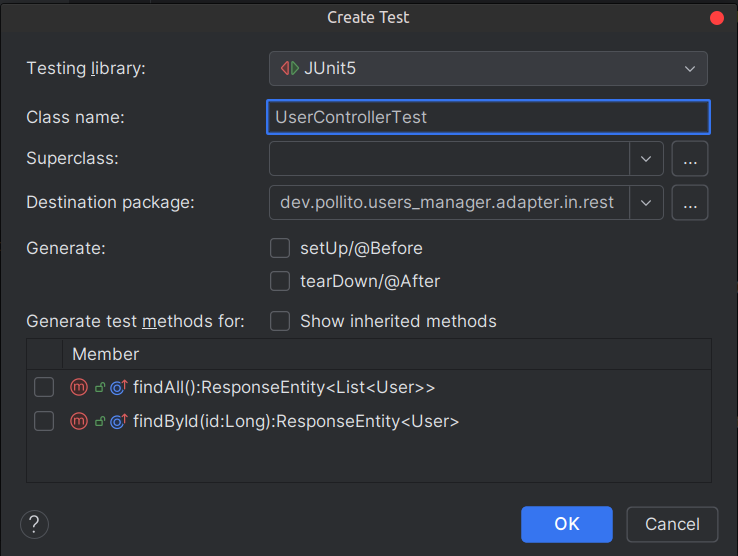 Create Test
Testing library: JUnit5
Class name: UserControllerTest
Superclass: ...
Destination package: dev.pollito.users_manager.adapter.in.rest ...
Generate: setUp/@Before
tearDown/@After
Generate test methods for: Show inherited methods
Member
m findAll():ResponseEntity<List<User>>
m findById(id:Long):ResponseEntity<User>
? OK Cancel